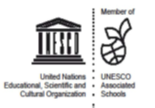 Member of
UNESCO
United Nations
Educational, Scientific and
Cultural Organization
UNESCO
Associated
Schools